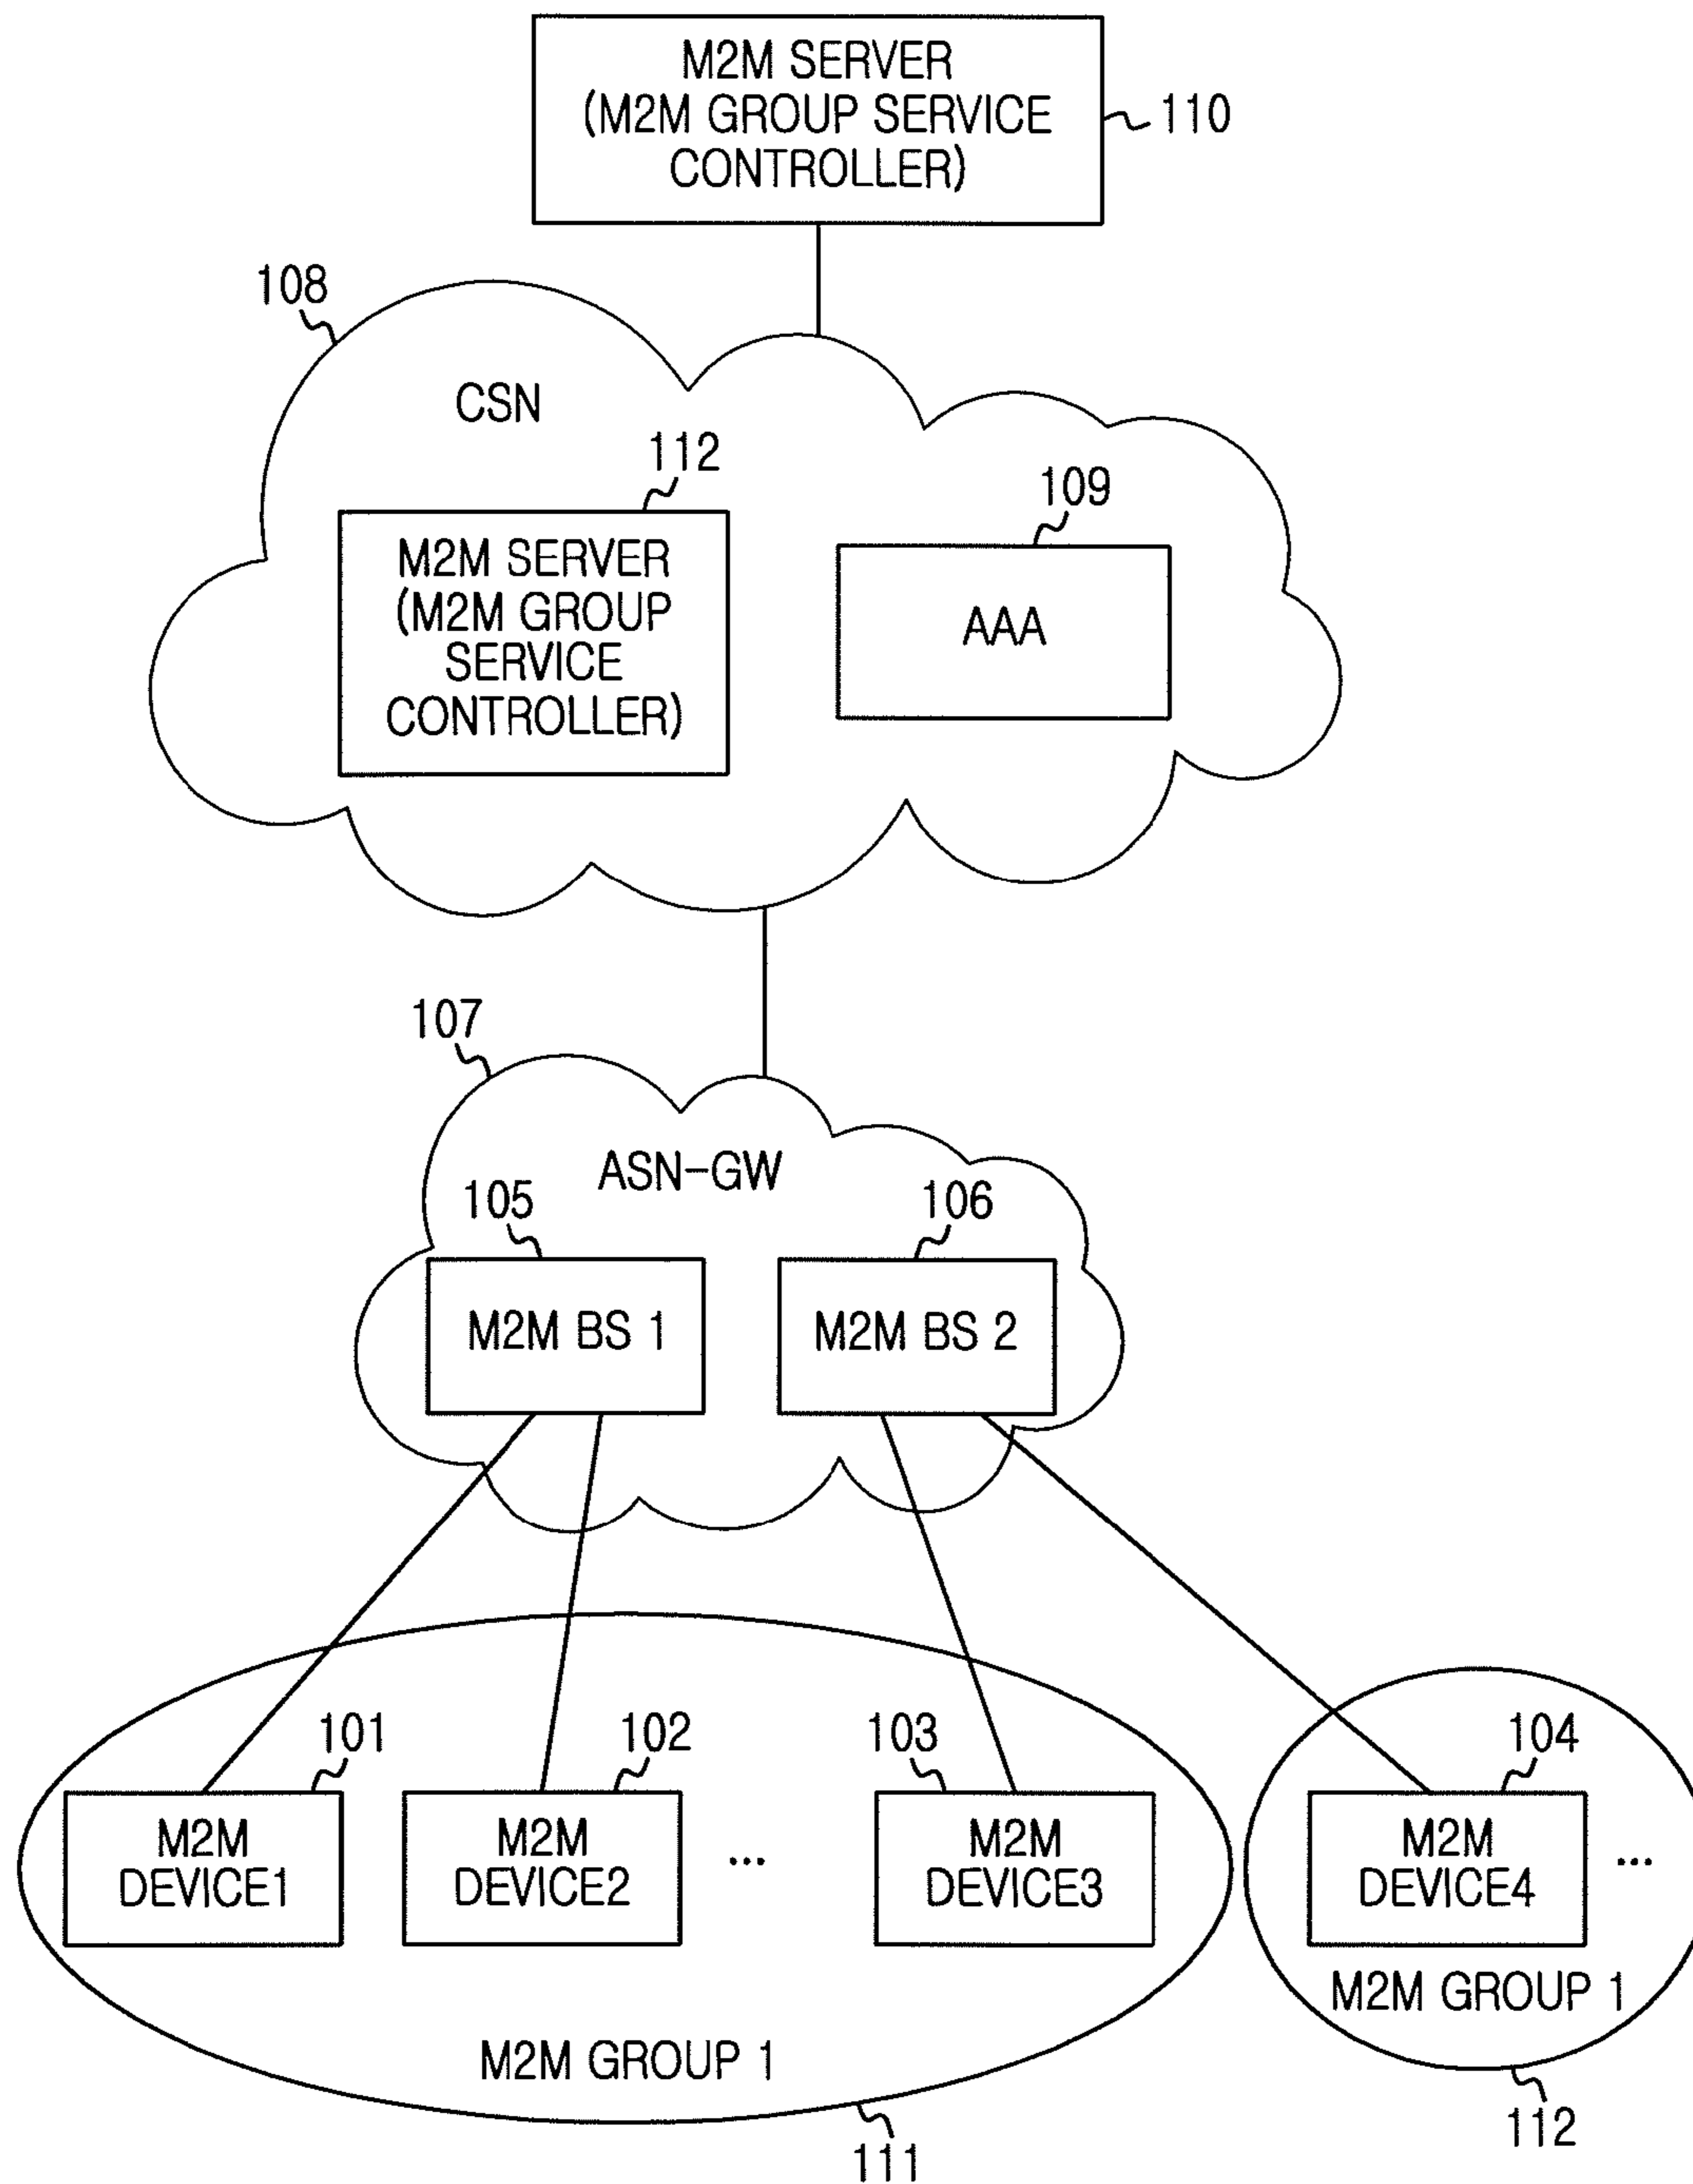 M2M SERVER
(M2M GROUP SERVICE
CONTROLLER)
110
108
CSN
112
109
M2M SERVER
(M2M GROUP
SERVICE
CONTROLLER)
AAA
107
ASN-GW
105
106
M2M BS 1
M2M BS 2
101
102
103
104
M2M
DEVICE1
M2M
DEVICE2
...
M2M
DEVICE3
M2M
DEVICE4
...
M2M GROUP 1
M2M GROUP 1
111
112